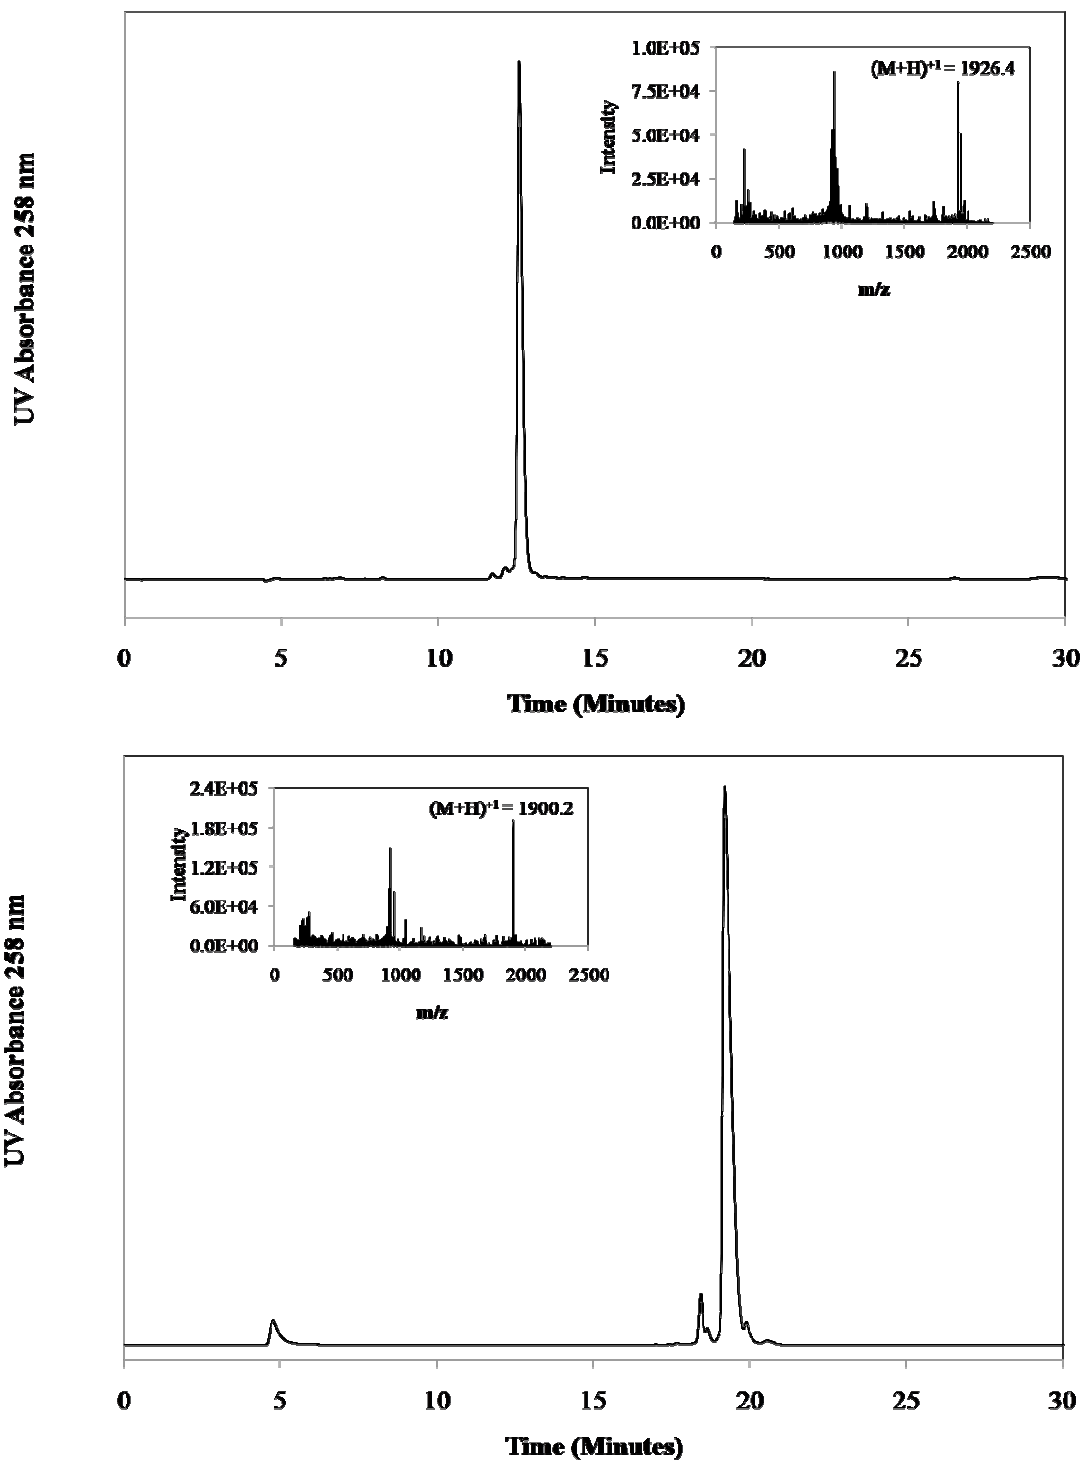 UV Absorbance 258 nm
1.0E+05
7.5E+04
5.0E+04
2.5E+04
0.0E+00
Intensity
(M+H)+1 = 1926.4
0 500 1000 1500 2000 2500
m/z
0 5 10 15 20 25 30
Time (Minutes)
UV Absorbance 258 nm
2.4E+05
1.8E+05
1.2E+05
6.0E+04
0.0E+00
Intensity
(M+H)+1 = 1900.2
0 500 1000 1500 2000 2500
m/z
0 5 10 15 20 25 30
Time (Minutes)